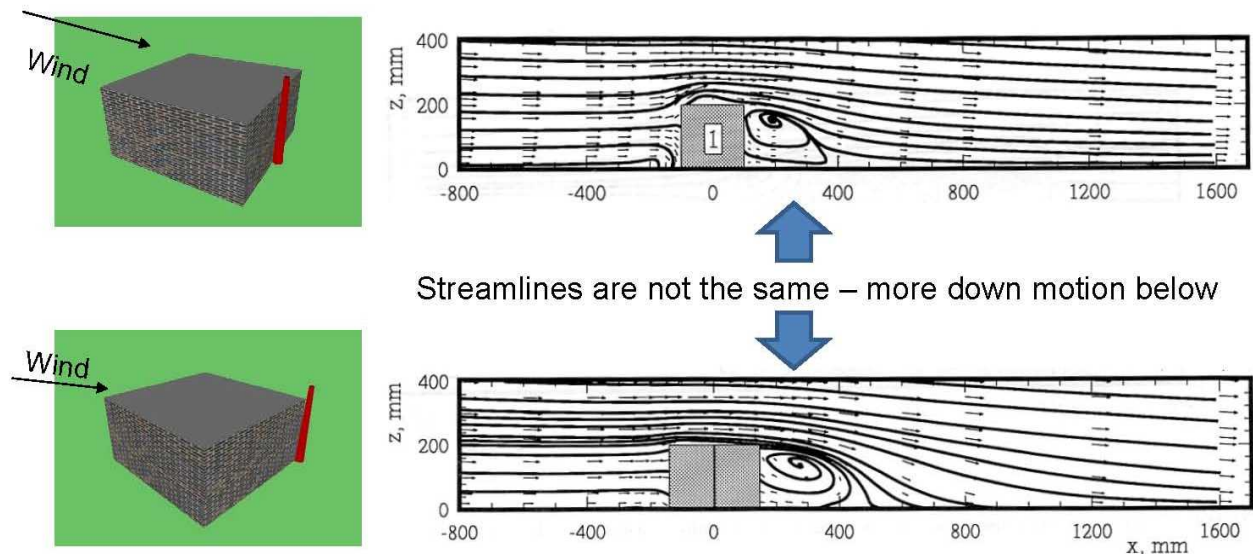 Wind
z, mm
400
200
0
1
-800 -400 0 400 800 1200 1600
Streamlines are not the same – more down motion below
Wind
z, mm
400
200
0
-800 -400 0 400 800 1200 1600
x, mm